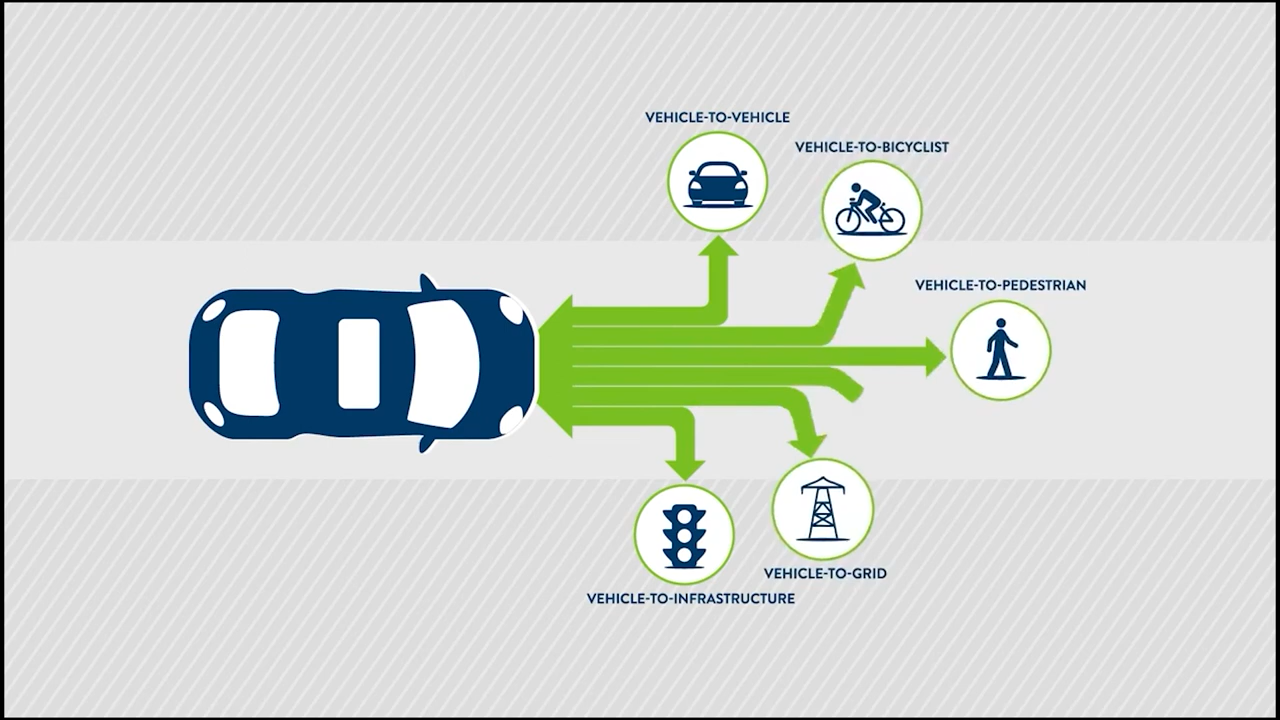 VEHICLE-TO-VEHICLE
VEHICLE-TO-BICYCLIST
VEHICLE-TO-PEDESTRIAN
VEHICLE-TO-GRID
VEHICLE-TO-INFRASTRUCTURE